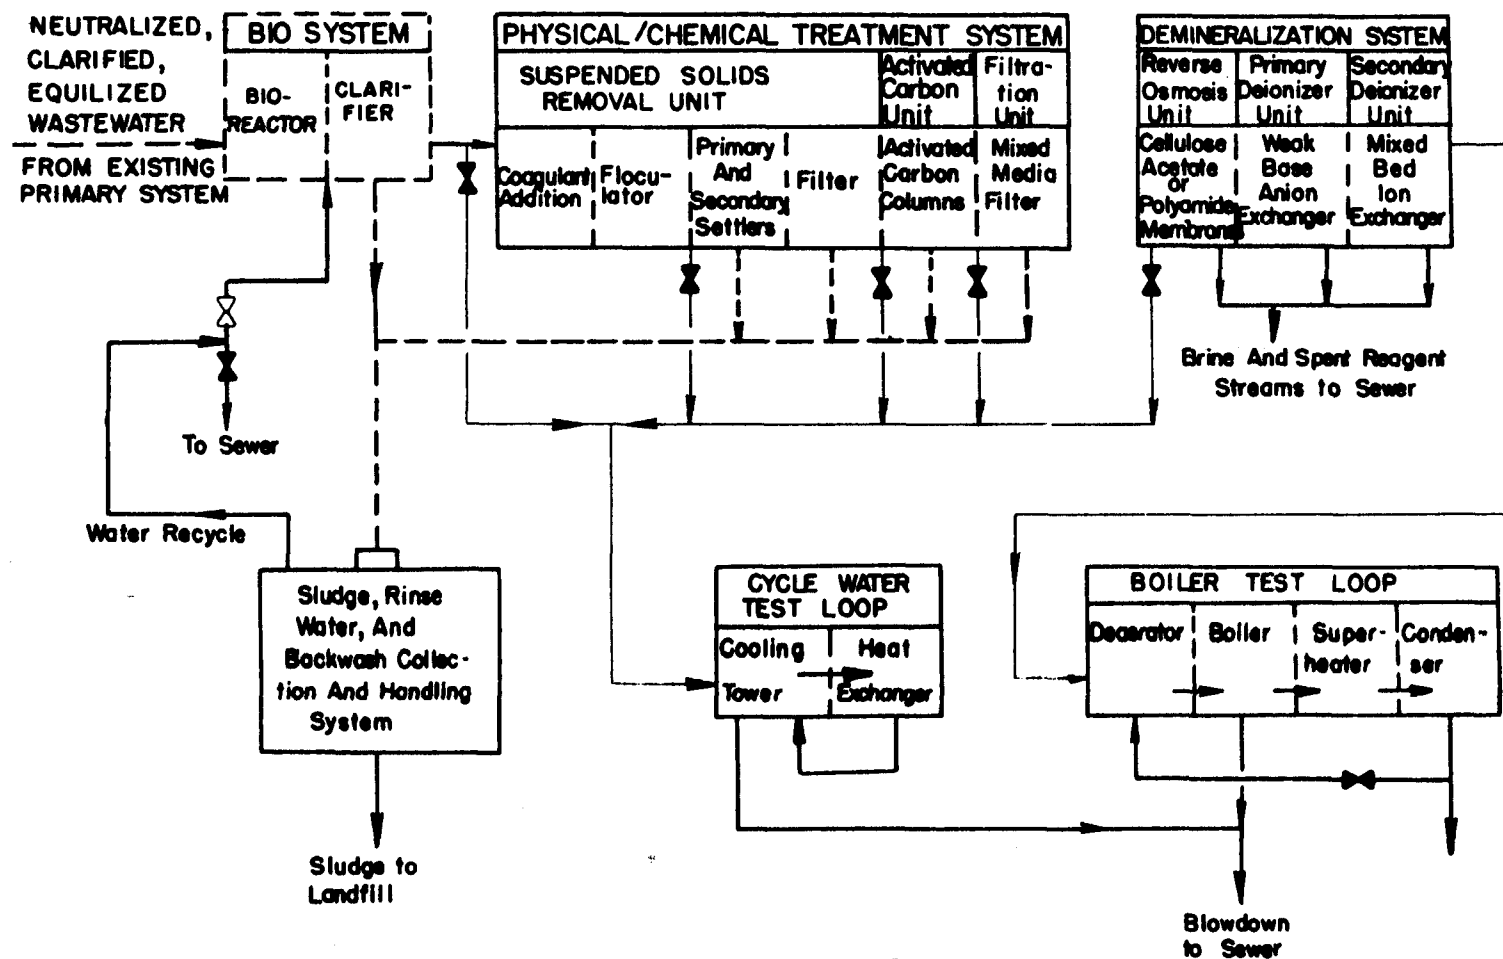 NEUTRALIZED,
CLARIFIED,
EQUILIZED
WASTEWATER
FROM EXISTING
PRIMARY SYSTEM
BIO SYSTEM
BIO-
REACTOR
CLARI-
FIER
PHYSICAL/CHEMICAL TREATMENT SYSTEM
SUSPENDED SOLIDS
REMOVAL UNIT
Activated
Carbon
Unit
Filtra-
tion
Unit
Coagulant
Addition
Flocu-
lator
Primary
And
Secondary
Settlers
Filter
Activated
Carbon
Columns
Mixed
Media
Filter
DEMINERALIZATION SYSTEM
Reverse
Osmosis
Unit
Primary
Deionizer
Unit
Secondary
Deionizer
Unit
Cellulose
Acetate
or
Polyamide
Membranes
Weak
Base
Anion
Exchanger
Mixed
Bed
Ion
Exchanger
Brine And Spent Reagent
Streams to Sewer
To Sewer
Water Recycle
Sludge, Rinse
Water, And
Backwash Collec-
tion And Handling
System
Sludge to
Landfill
CYCLE WATER
TEST LOOP
Cooling
Tower
Heat
Exchanger
BOILER TEST LOOP
Deaerator
Boiler
Super-
heater
Conden-
ser
Blowdown
to Sewer